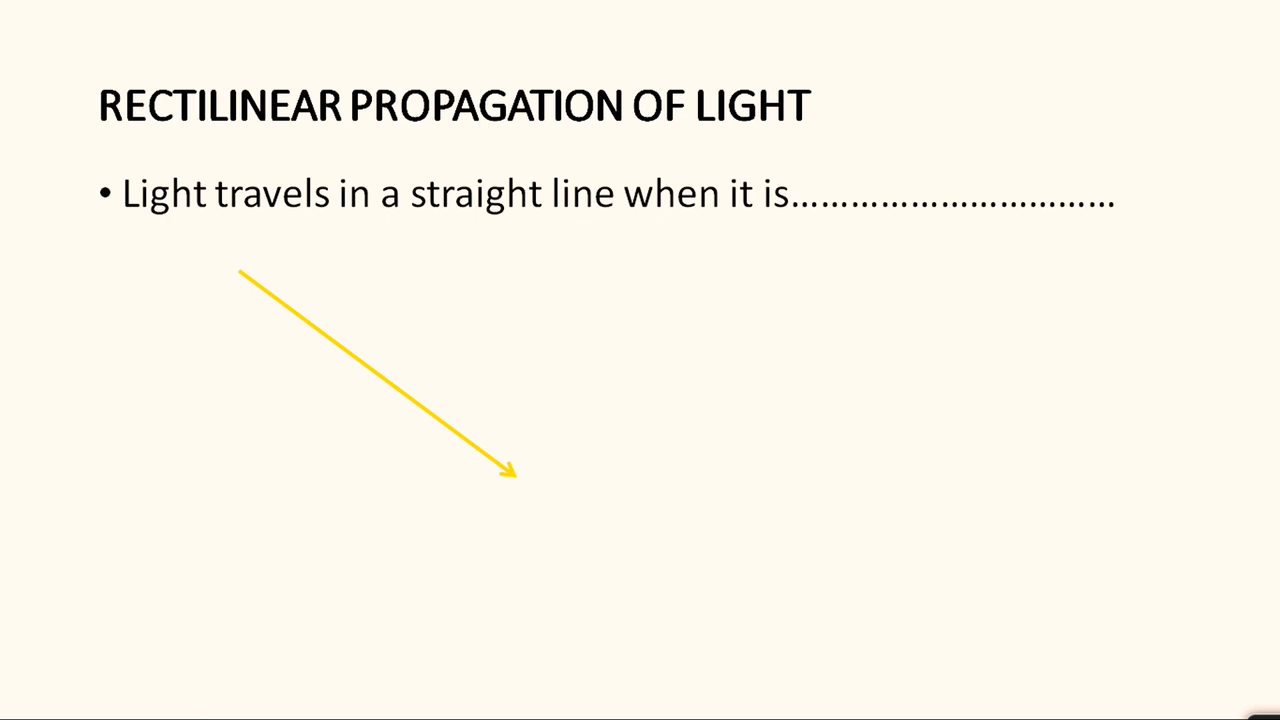 RECTILINEAR PROPAGATION OF LIGHT
• Light travels in a straight line when it is……………………………